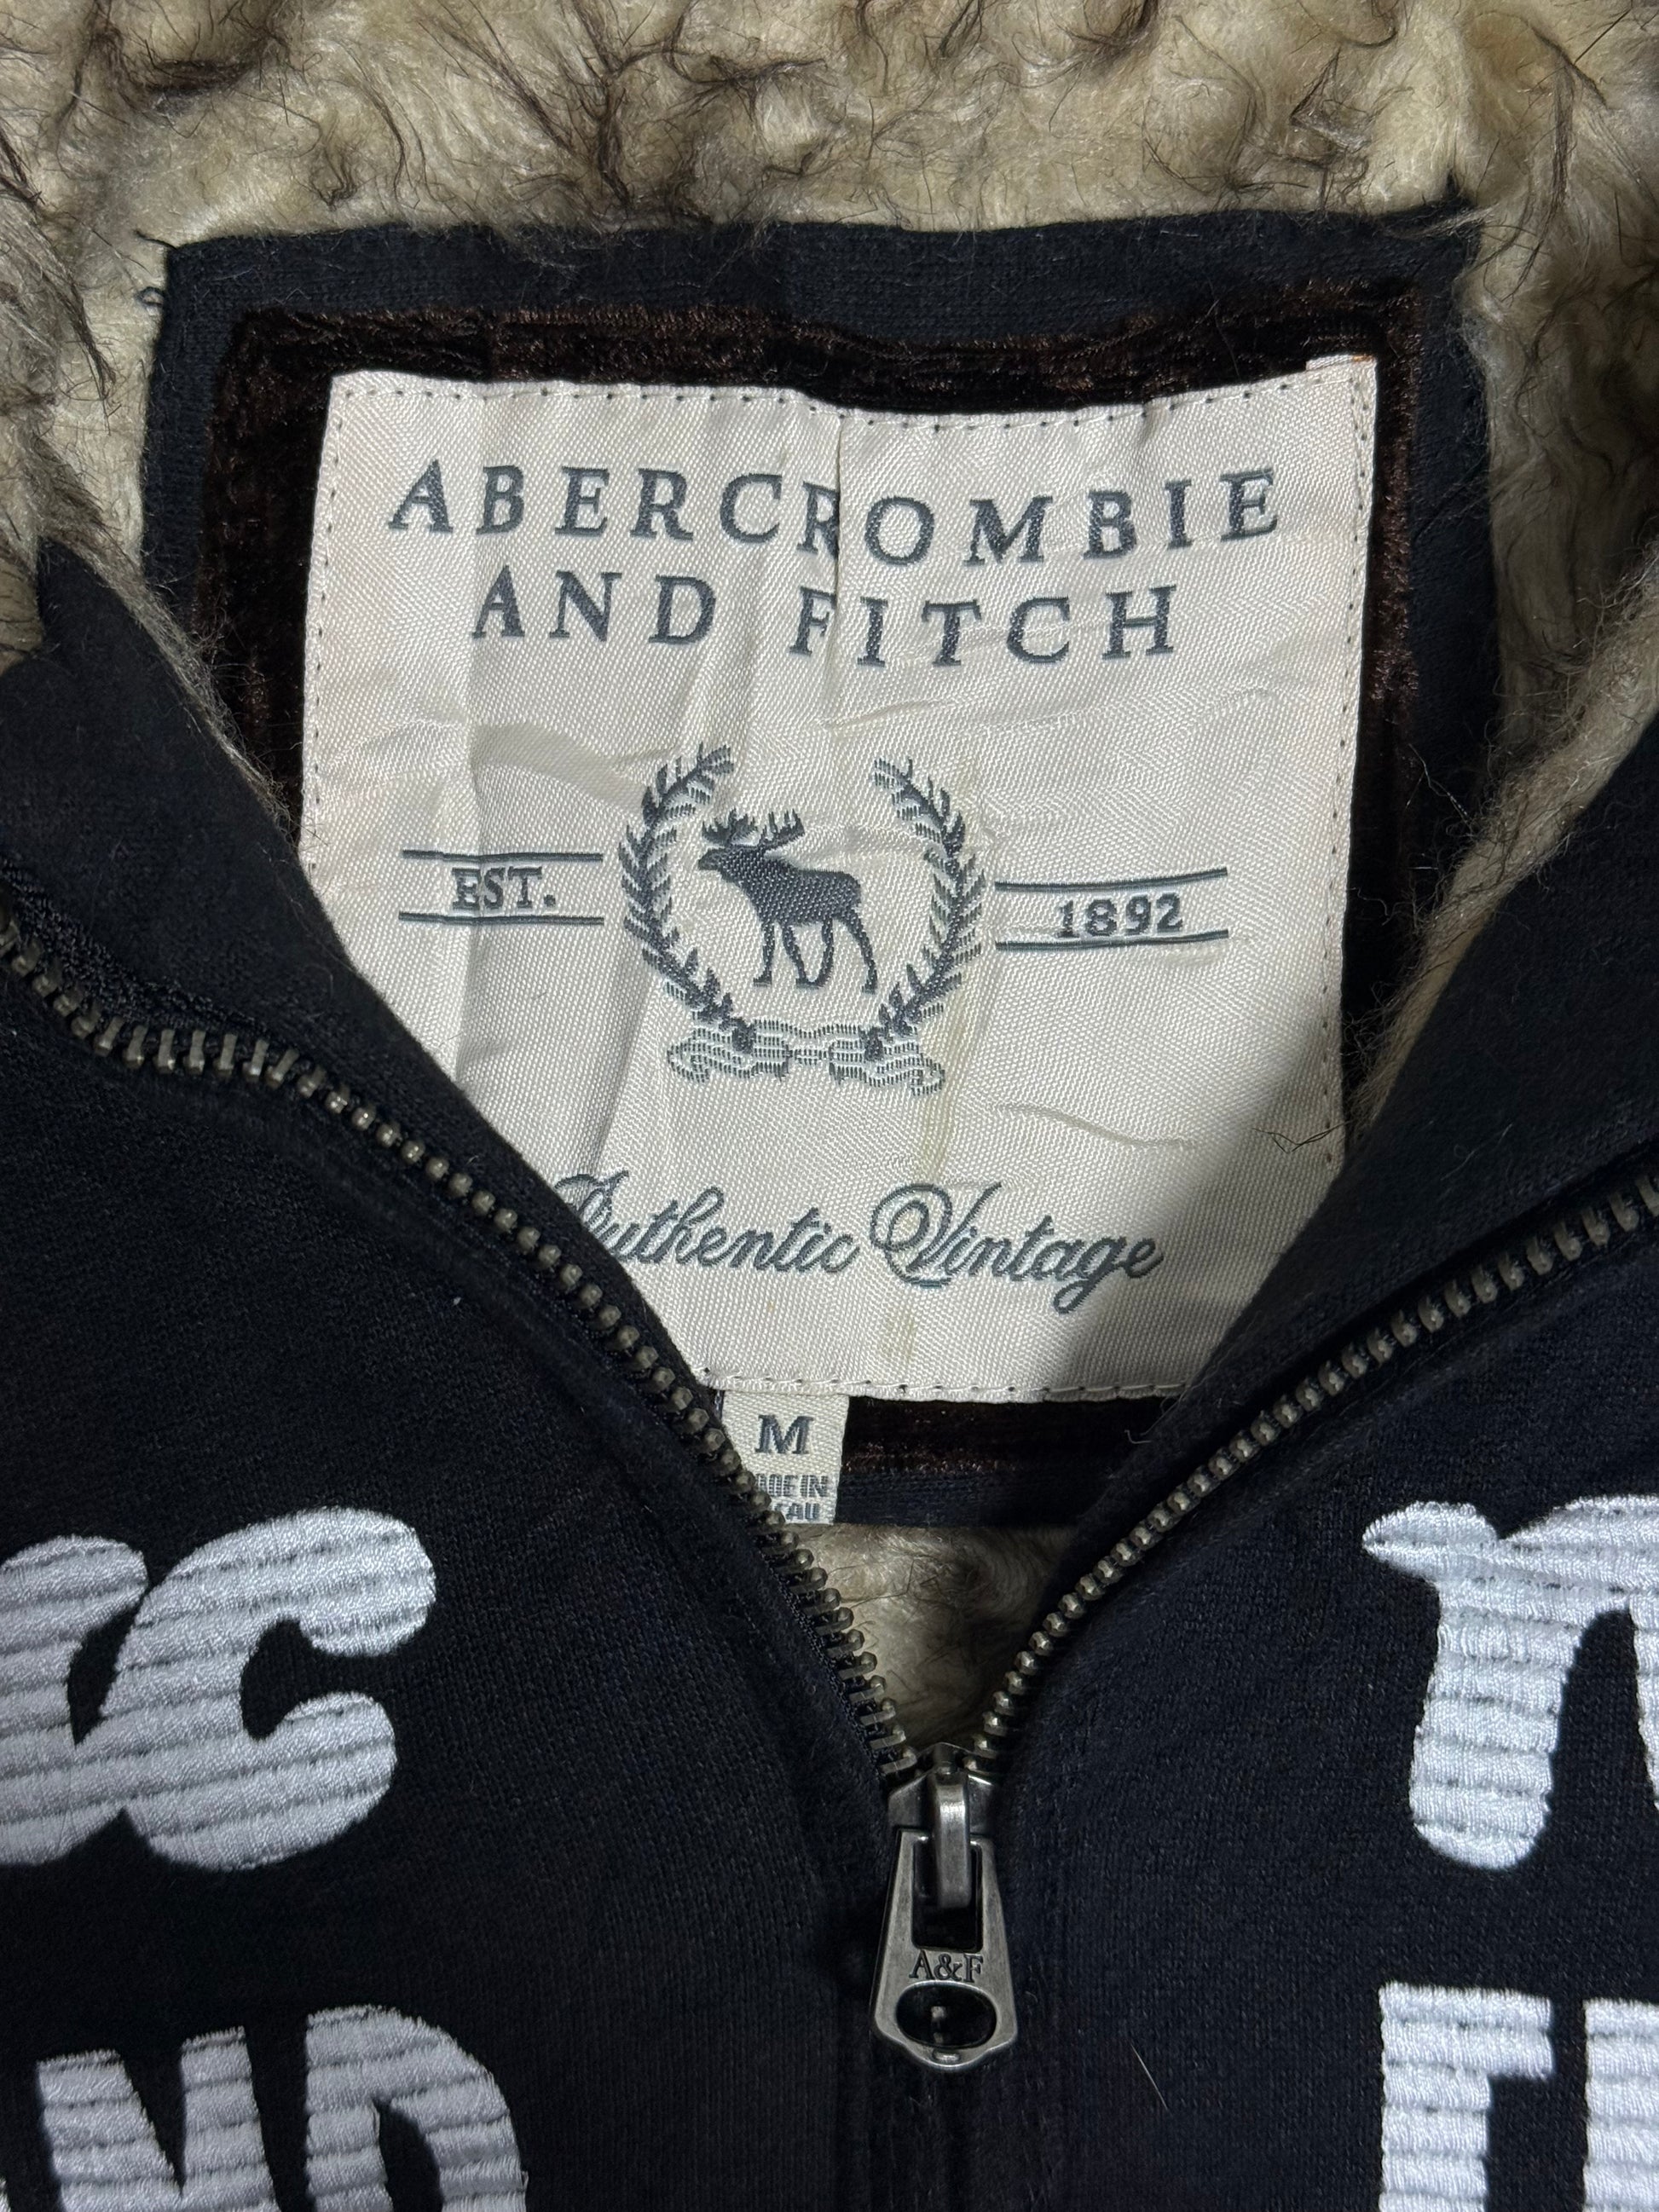 ABERCROMBIE
AND FITCH
EST.
1892
Authentic Vintage
M
A&F